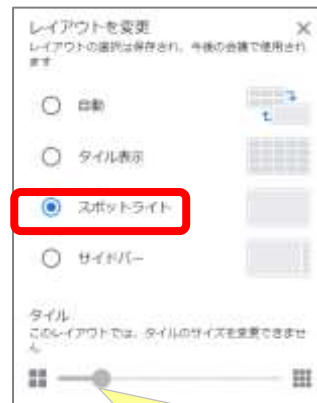 レイアウトを変更
レイアウトの選択は保存され、今後の会議で使用され
ます
自動
タイル表示
スポットライト
サイドバー
タイル
このレイアウトでは、タイルのサイズを変更できませ
ん